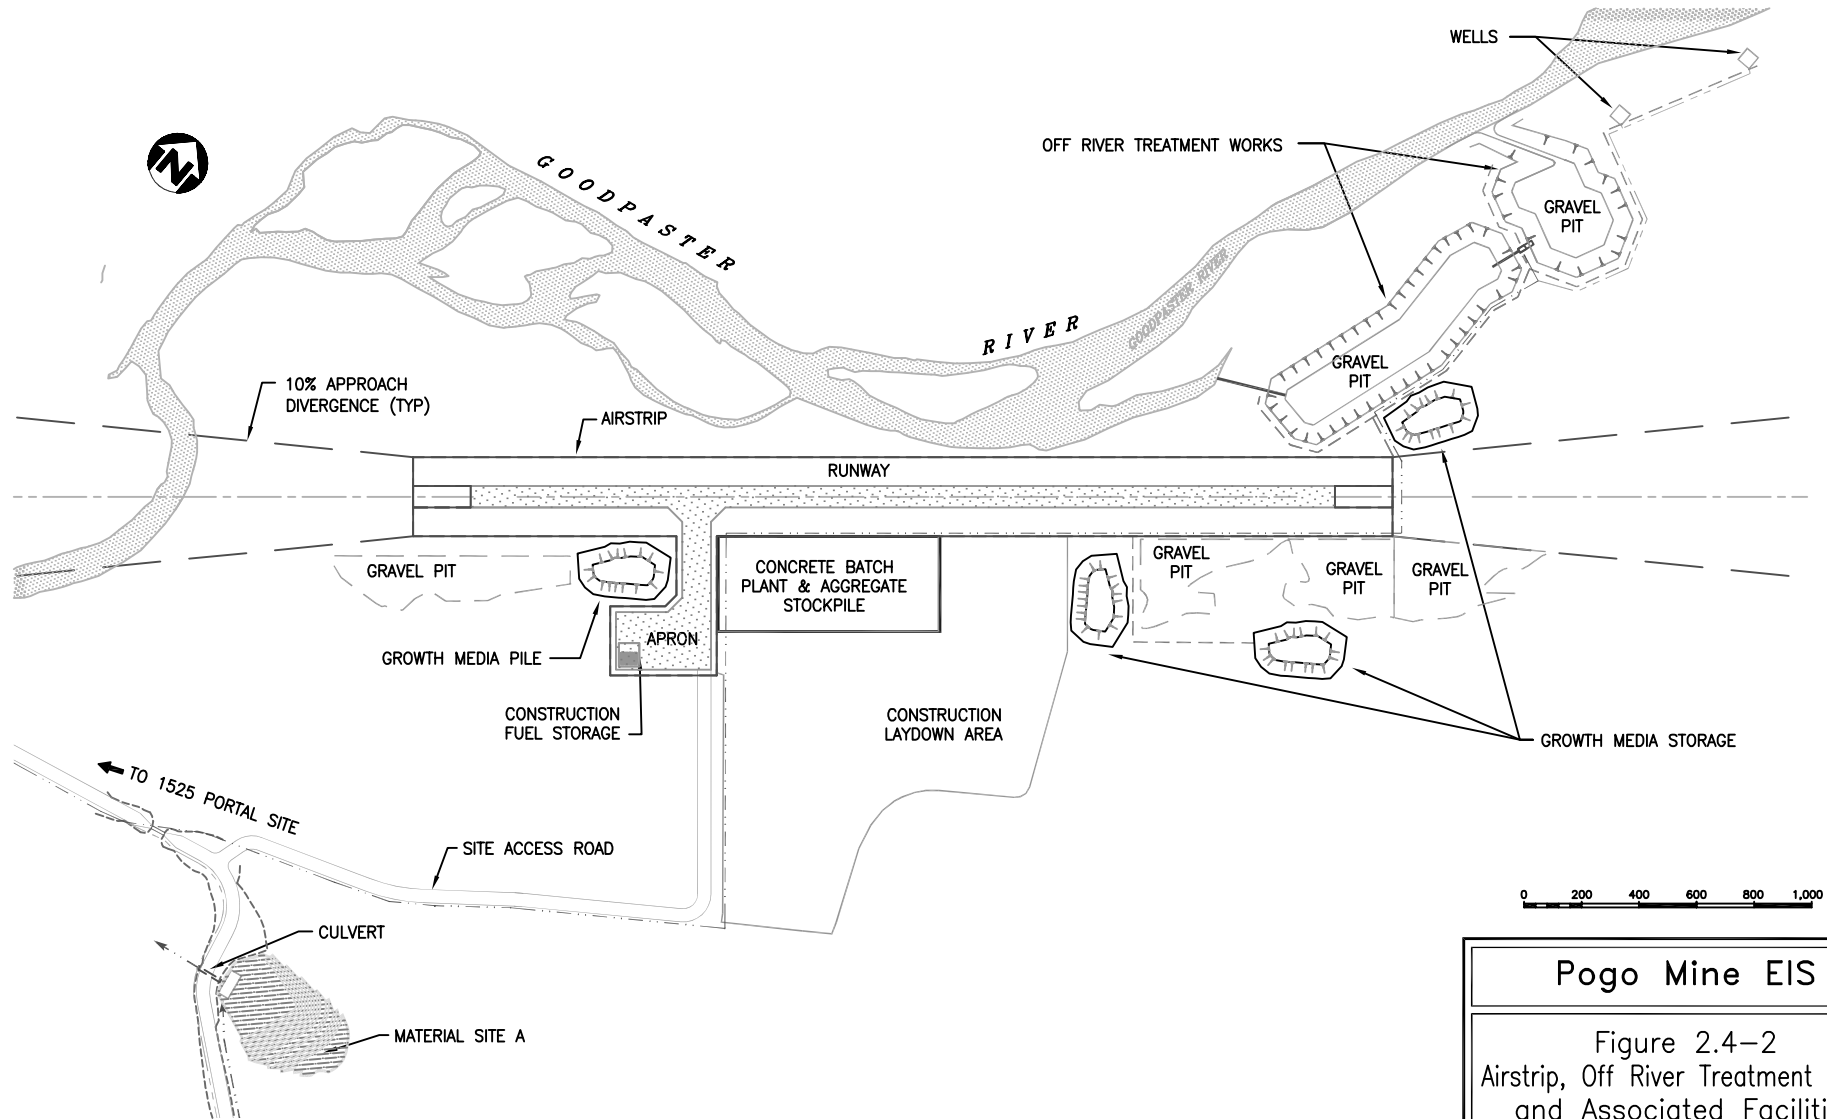 WELLS
OFF RIVER TREATMENT WORKS
N
GOODPASTER
RIVER
GOODPASTER RIVER
GRAVEL
PIT
GRAVEL
PIT
10% APPROACH
DIVERGENCE (TYP)
AIRSTRIP
RUNWAY
GRAVEL PIT
CONCRETE BATCH
PLANT & AGGREGATE
STOCKPILE
GRAVEL
PIT
GRAVEL
PIT
GRAVEL
PIT
APRON
GROWTH MEDIA PILE
CONSTRUCTION
FUEL STORAGE
CONSTRUCTION
LAYDOWN AREA
GROWTH MEDIA STORAGE
TO 1525 PORTAL SITE
SITE ACCESS ROAD
CULVERT
MATERIAL SITE A
0 200 400 600 800 1,000
Pogo Mine EIS
Figure 2.4-2
Airstrip, Off River Treatment
and Associated Faciliti